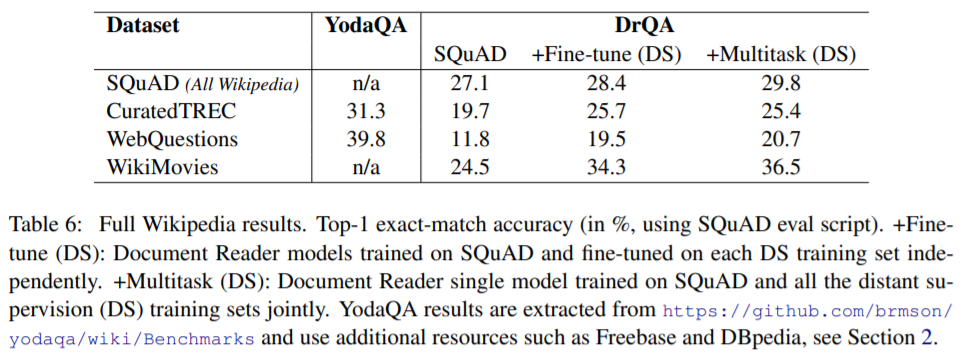 Dataset YodaQA DrQA
SQuAD +Fine-tune (DS) +Multitask (DS)
SQuAD (All Wikipedia) n/a 27.1 28.4 29.8
CuratedTREC 31.3 19.7 25.7 25.4
WebQuestions 39.8 11.8 19.5 20.7
WikiMovies n/a 24.5 34.3 36.5
Table 6: Full Wikipedia results. Top-1 exact-match accuracy (in %, using SQuAD eval script). +Fine-
tune (DS): Document Reader models trained on SQuAD and fine-tuned on each DS training set inde-
pendently. +Multitask (DS): Document Reader single model trained on SQuAD and all the distant su-
pervision (DS) training sets jointly. YodaQA results are extracted from https://github.com/brmson/
yodaqa/wiki/Benchmarks and use additional resources such as Freebase and DBpedia, see Section 2.